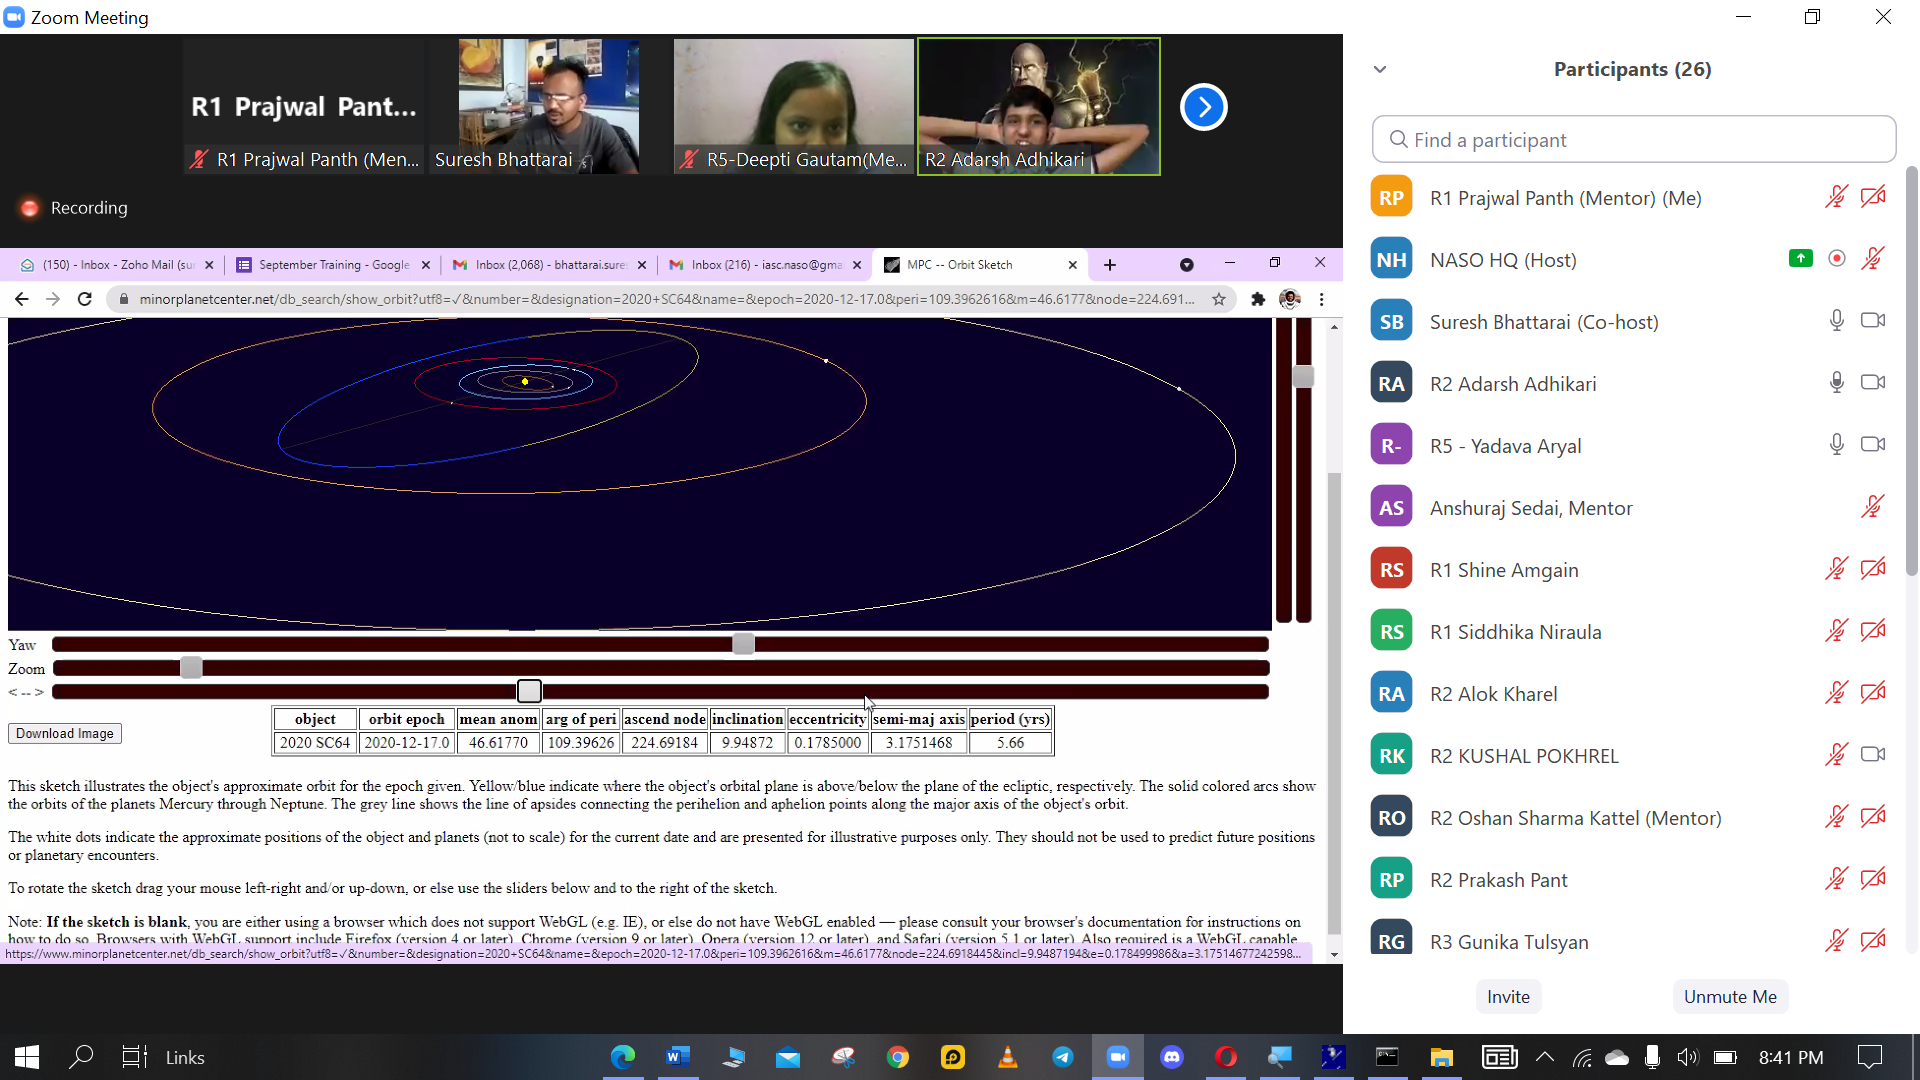 Zoom Meeting
R1 Prajwal Pant...
R1 Prajwal Panth (Men...
Suresh Bhattarai
R5-Deepti Gautam(Me...
R2 Adarsh Adhikari
Recording
(150) - Inbox - Zoho Mail (su
September Training - Google
Inbox (2,068) - bhattarai.sure
Inbox (216) - iasc.naso@gma
MPC -- Orbit Sketch
minorplanetcenter.net/db_search/show_orbit?utf8=✓&number=&designation=2020+SC64&name=&epoch=2020-12-17.0&peri=109.3962616&m=46.6177&node=224.691...
Yaw
Zoom
< -- >
Download Image
object orbit epoch mean anom arg of peri ascend node inclination eccentricity semi-maj axis period (yrs)
2020 SC64 2020-12-17.0 46.61770 109.39626 224.69184 9.94872 0.1785000 3.1751468 5.66
This sketch illustrates the object's approximate orbit for the epoch given. Yellow/blue indicate where the object's orbital plane is above/below the plane of the ecliptic, respectively. The solid colored arcs show
the orbits of the planets Mercury through Neptune. The grey line shows the line of apsides connecting the perihelion and aphelion points along the major axis of the object's orbit.
The white dots indicate the approximate positions of the object and planets (not to scale) for the current date and are presented for illustrative purposes only. They should not be used to predict future positions
or planetary encounters.
To rotate the sketch drag your mouse left-right and/or up-down, or else use the sliders below and to the right of the sketch.
Note: If the sketch is blank, you are either using a browser which does not support WebGL (e.g. IE), or else do not have WebGL enabled — please consult your browser's documentation for instructions on
how to do so. Browsers with WebGL support include Firefox (version 4 or later), Chrome (version 9 or later), Opera (version 12 or later), and Safari (version 5.1 or later). Also required is a WebGL capable
https://www.minorplanetcenter.net/db_search/show_orbit?utf8=✓&number=&designation=2020+SC64&name=&epoch=2020-12-17.0&peri=109.3962616&m=46.6177&node=224.6918445&incl=9.9487194&e=0.178499986&a=3.17514677242598...
Participants (26)
Find a participant
RP R1 Prajwal Panth (Mentor) (Me)
NH NASO HQ (Host)
SB Suresh Bhattarai (Co-host)
RA R2 Adarsh Adhikari
R- R5 - Yadava Aryal
AS Anshuraj Sedai, Mentor
RS R1 Shine Amgain
RS R1 Siddhika Niraula
RA R2 Alok Kharel
RK R2 KUSHAL POKHREL
RO R2 Oshan Sharma Kattel (Mentor)
RP R2 Prakash Pant
RG R3 Gunika Tulsyan
Invite
Unmute Me
Links
8:41 PM